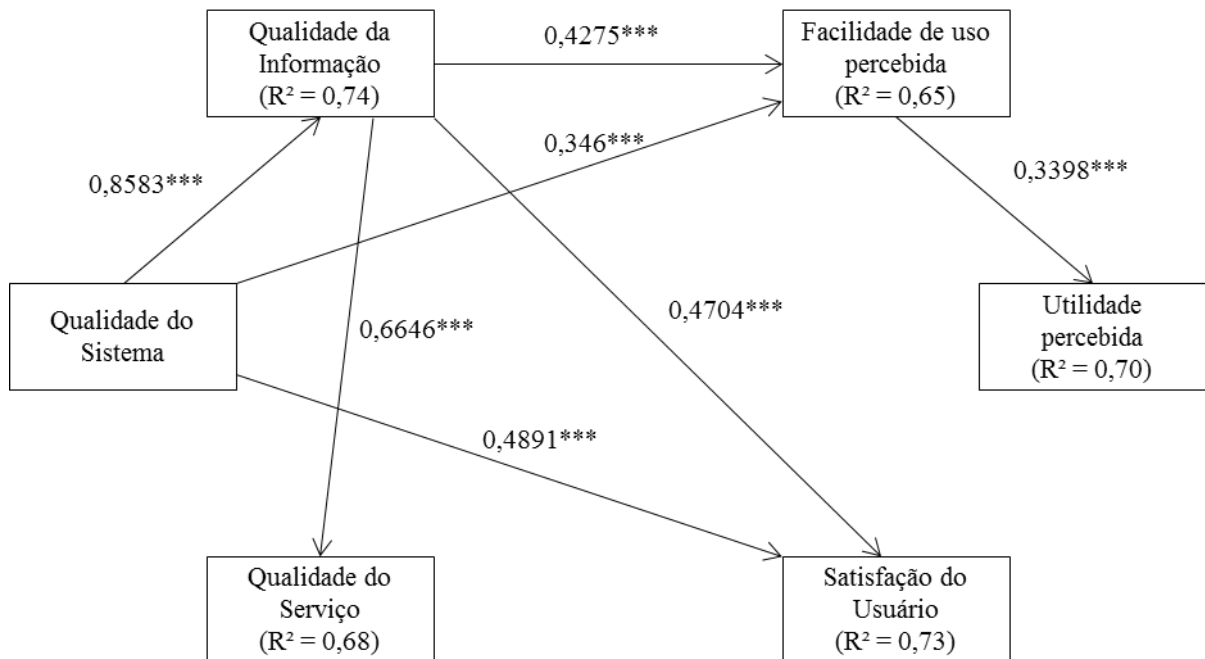 Qualidade da
Informação
(R² = 0,74)
0,4275***
Facilidade de uso
percebida
(R² = 0,65)
0,8583***
0,346***
0,3398***
Qualidade do
Sistema
0,6646***
0,4704***
Utilidade
percebida
(R² = 0,70)
0,4891***
Qualidade do
Serviço
(R² = 0,68)
Satisfação do
Usuário
(R² = 0,73)